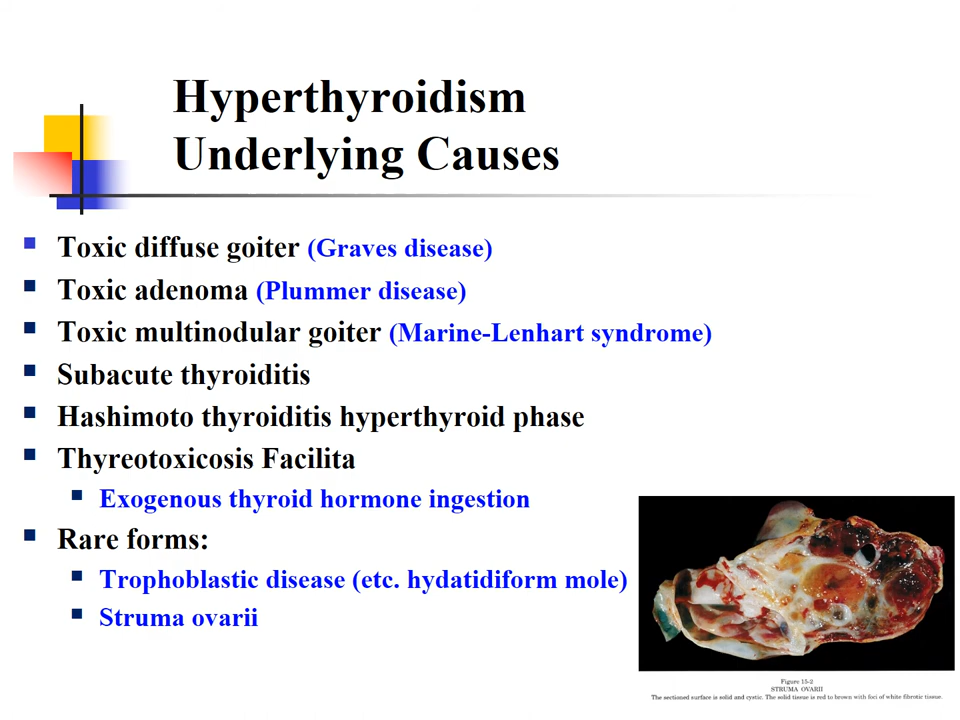 Hyperthyroidism
Underlying Causes
Toxic diffuse goiter (Graves disease)
Toxic adenoma (Plummer disease)
Toxic multinodular goiter (Marine-Lenhart syndrome)
Subacute thyroiditis
Hashimoto thyroiditis hyperthyroid phase
Thyreotoxicosis Facilita
Exogenous thyroid hormone ingestion
Rare forms:
Trophoblastic disease (etc. hydatidiform mole)
Struma ovarii
Figure 15-2
STRUMA OVARII
The sectioned surface is solid and cystic. The solid tissue is red to brown with foci of white fibrotic tissue.